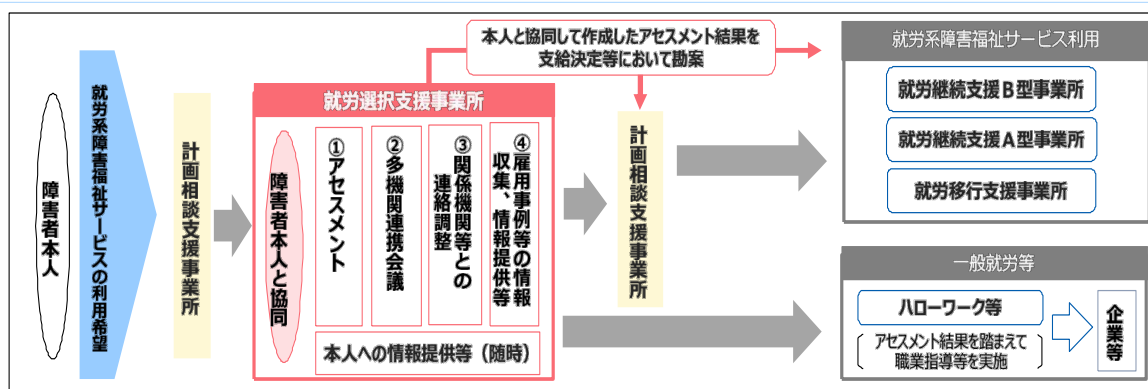 障害者本人
就労系障害福祉サービスの利用希望
計画相談支援事業所
就労選択支援事業所
障害者本人と協同
①アセスメント
②多機関連携会議
③関係機関等との
連絡調整
④雇用事例等の情報
収集、情報提供等
本人への情報提供等（随時）
本人と協同して作成したアセスメント結果を
支給決定等において勘案
計画相談支援事業所
就労系障害福祉サービス利用
就労継続支援Ｂ型事業所
就労継続支援Ａ型事業所
就労移行支援事業所
一般就労等
ハローワーク等
アセスメント結果を踏まえて
職業指導等を実施
企業等